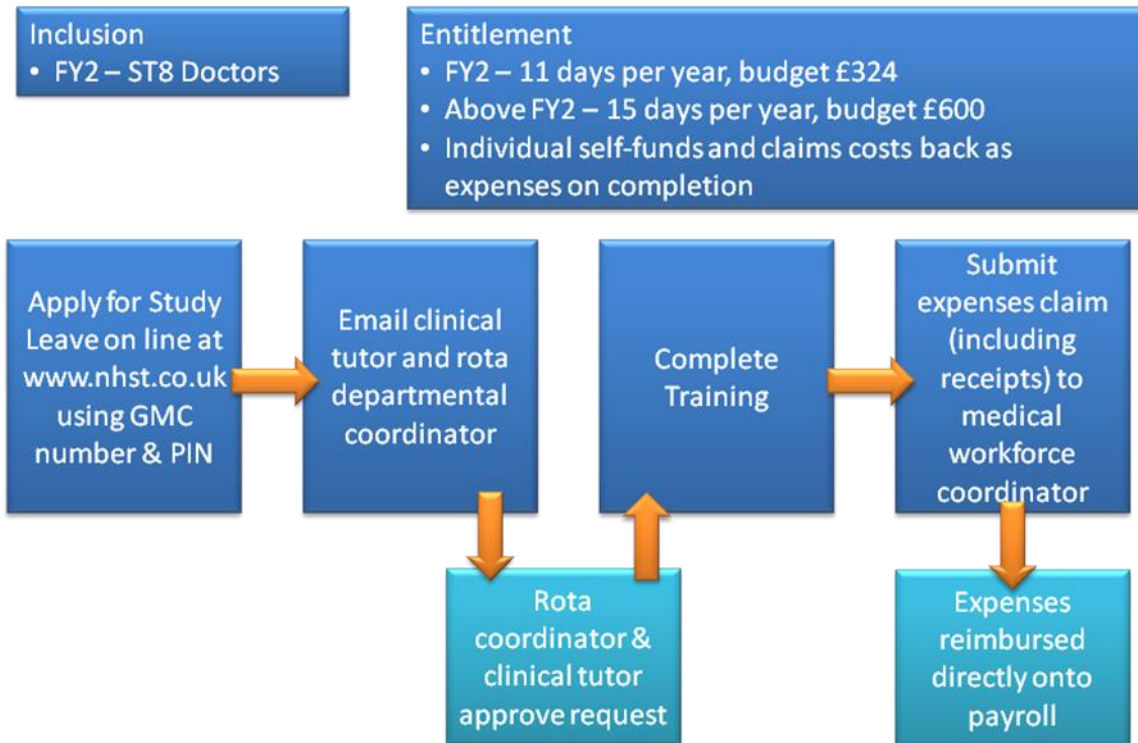 Inclusion
• FY2 – ST8 Doctors
Entitlement
• FY2 – 11 days per year, budget £324
• Above FY2 – 15 days per year, budget £600
• Individual self-funds and claims costs back as
expenses on completion
Apply for Study
Leave on line at
www.nhst.co.uk
using GMC
number & PIN
Email clinical
tutor and rota
departmental
coordinator
Rota
coordinator &
clinical tutor
approve request
Complete
Training
Submit
expenses claim
(including
receipts) to
medical
workforce
coordinator
Expenses
reimbursed
directly onto
payroll